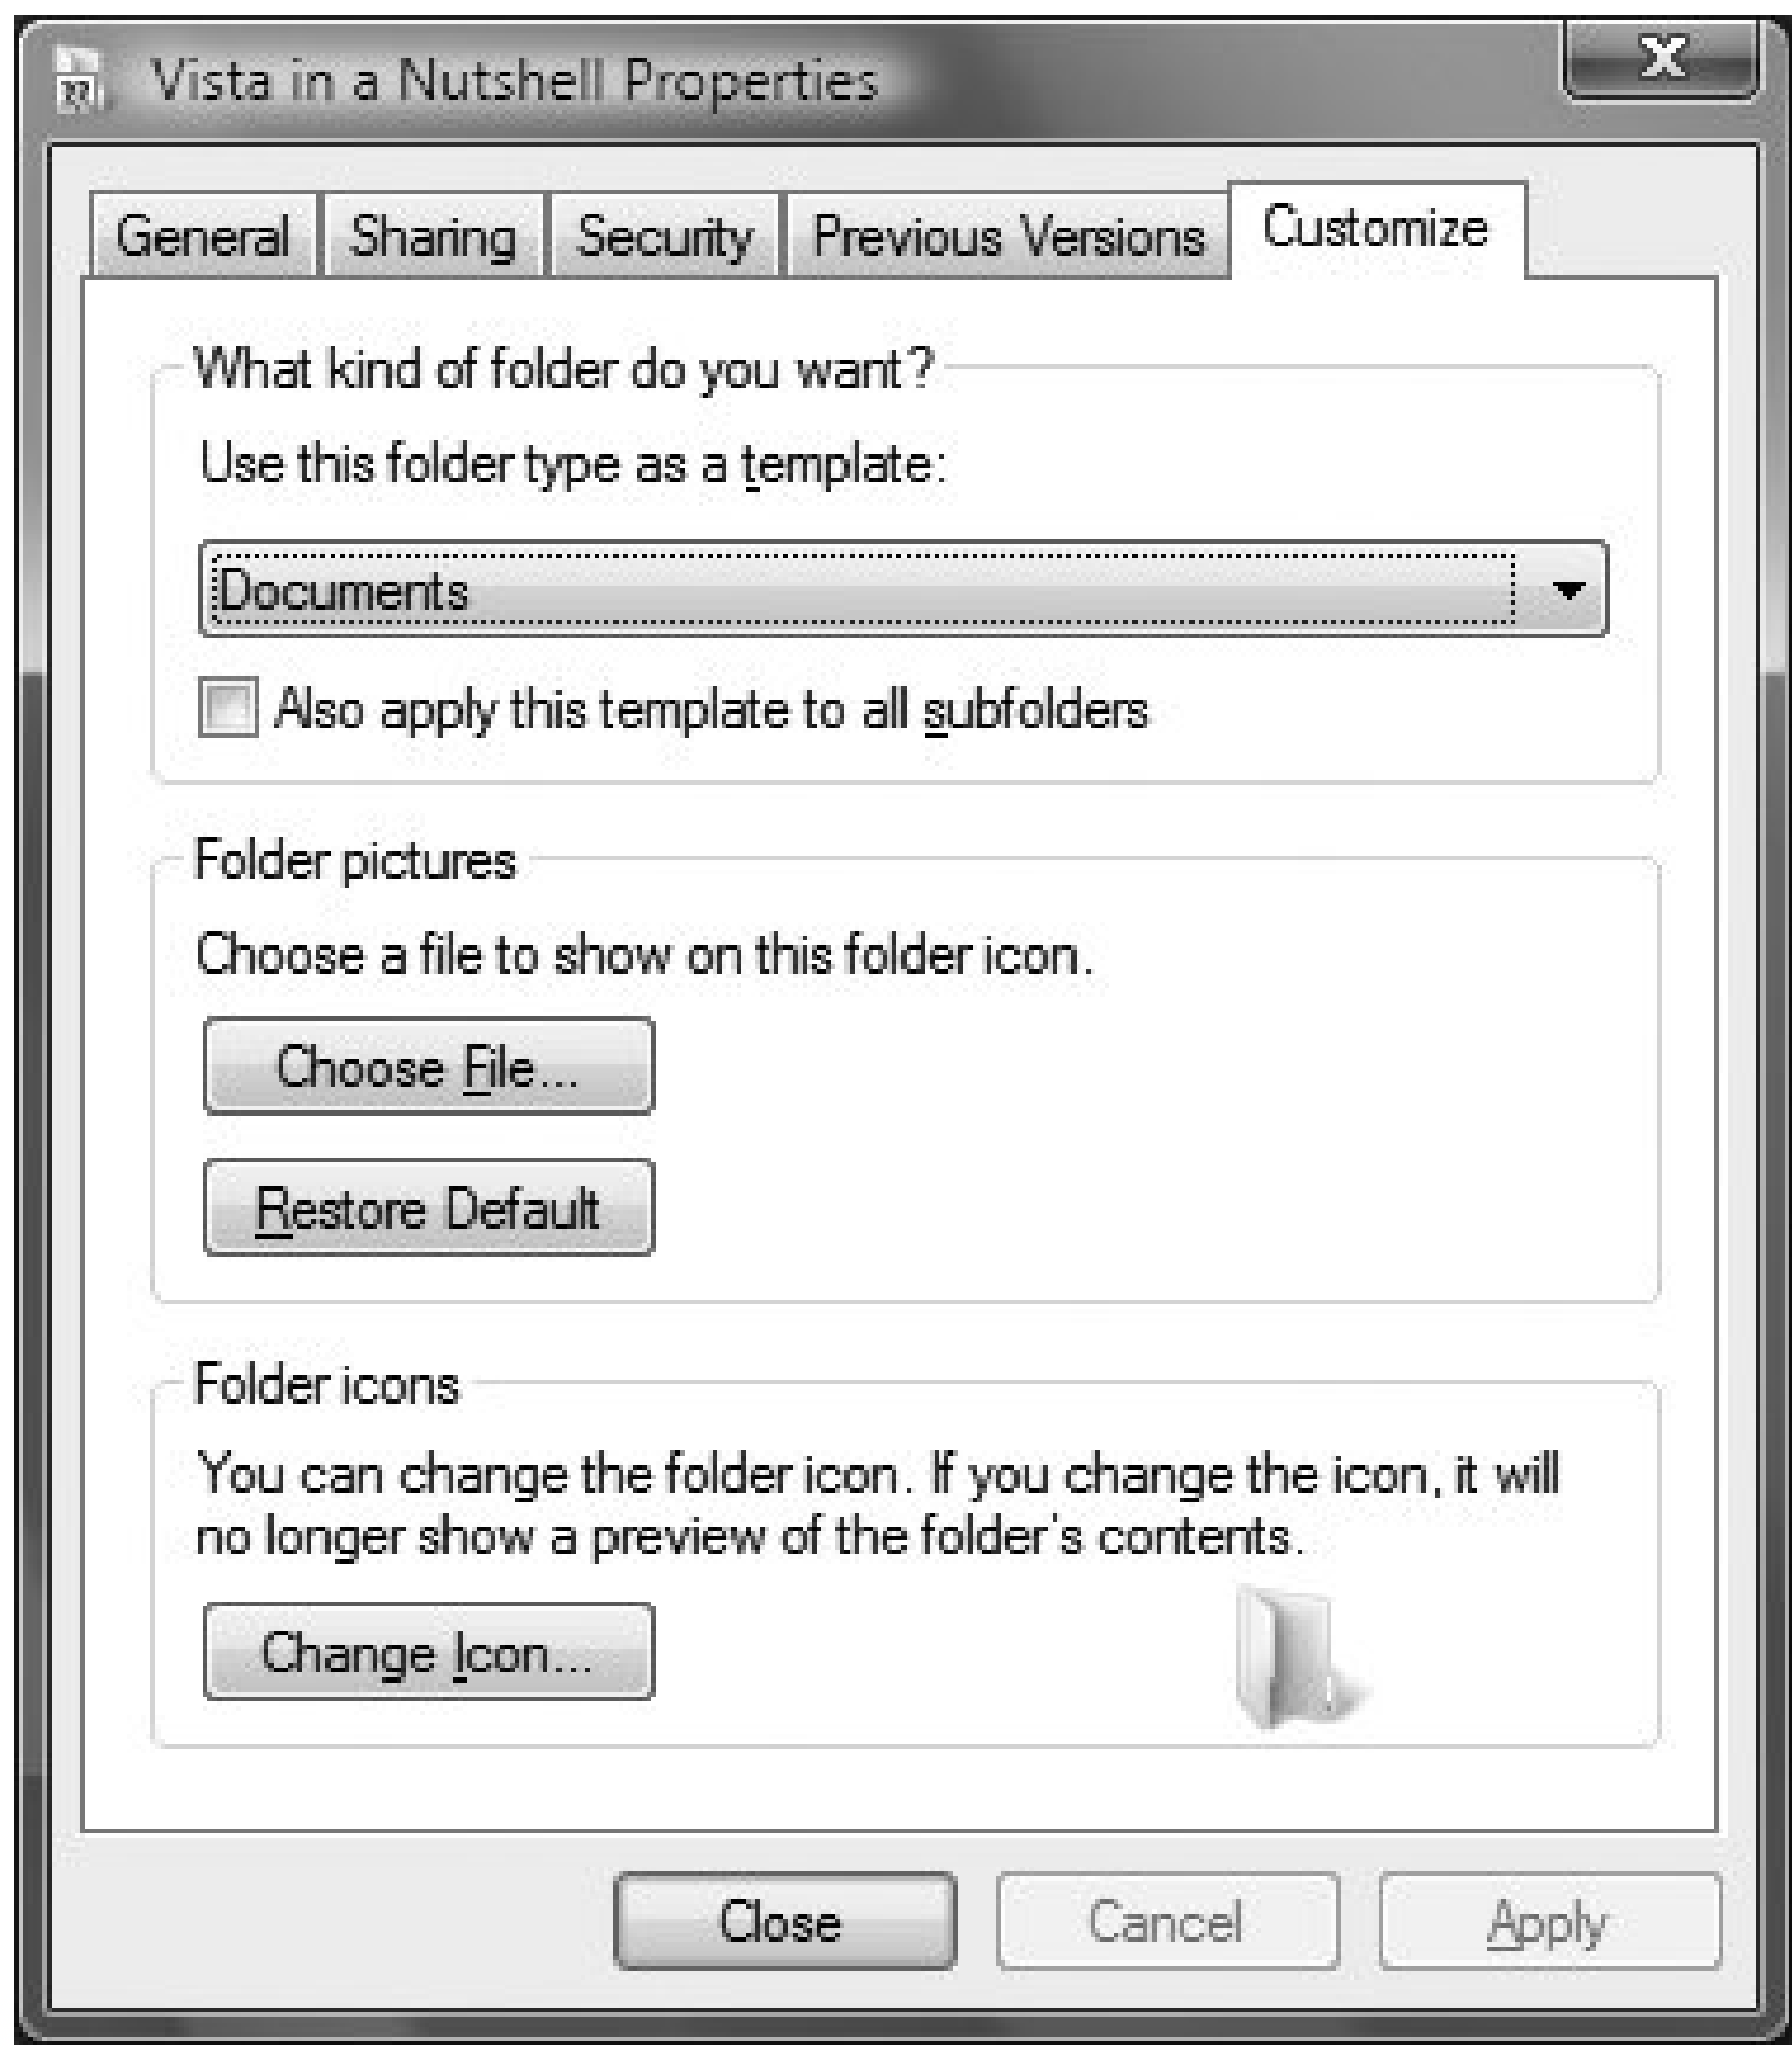 Vista in a Nutshell Properties
X
General Sharing Security Previous Versions Customize
What kind of folder do you want?
Use this folder type as a template:
Documents
Also apply this template to all subfolders
Folder pictures
Choose a file to show on this folder icon.
Choose File...
Restore Default
Folder icons
You can change the folder icon. If you change the icon, it will
no longer show a preview of the folder's contents.
Change Icon...
Close Cancel Apply